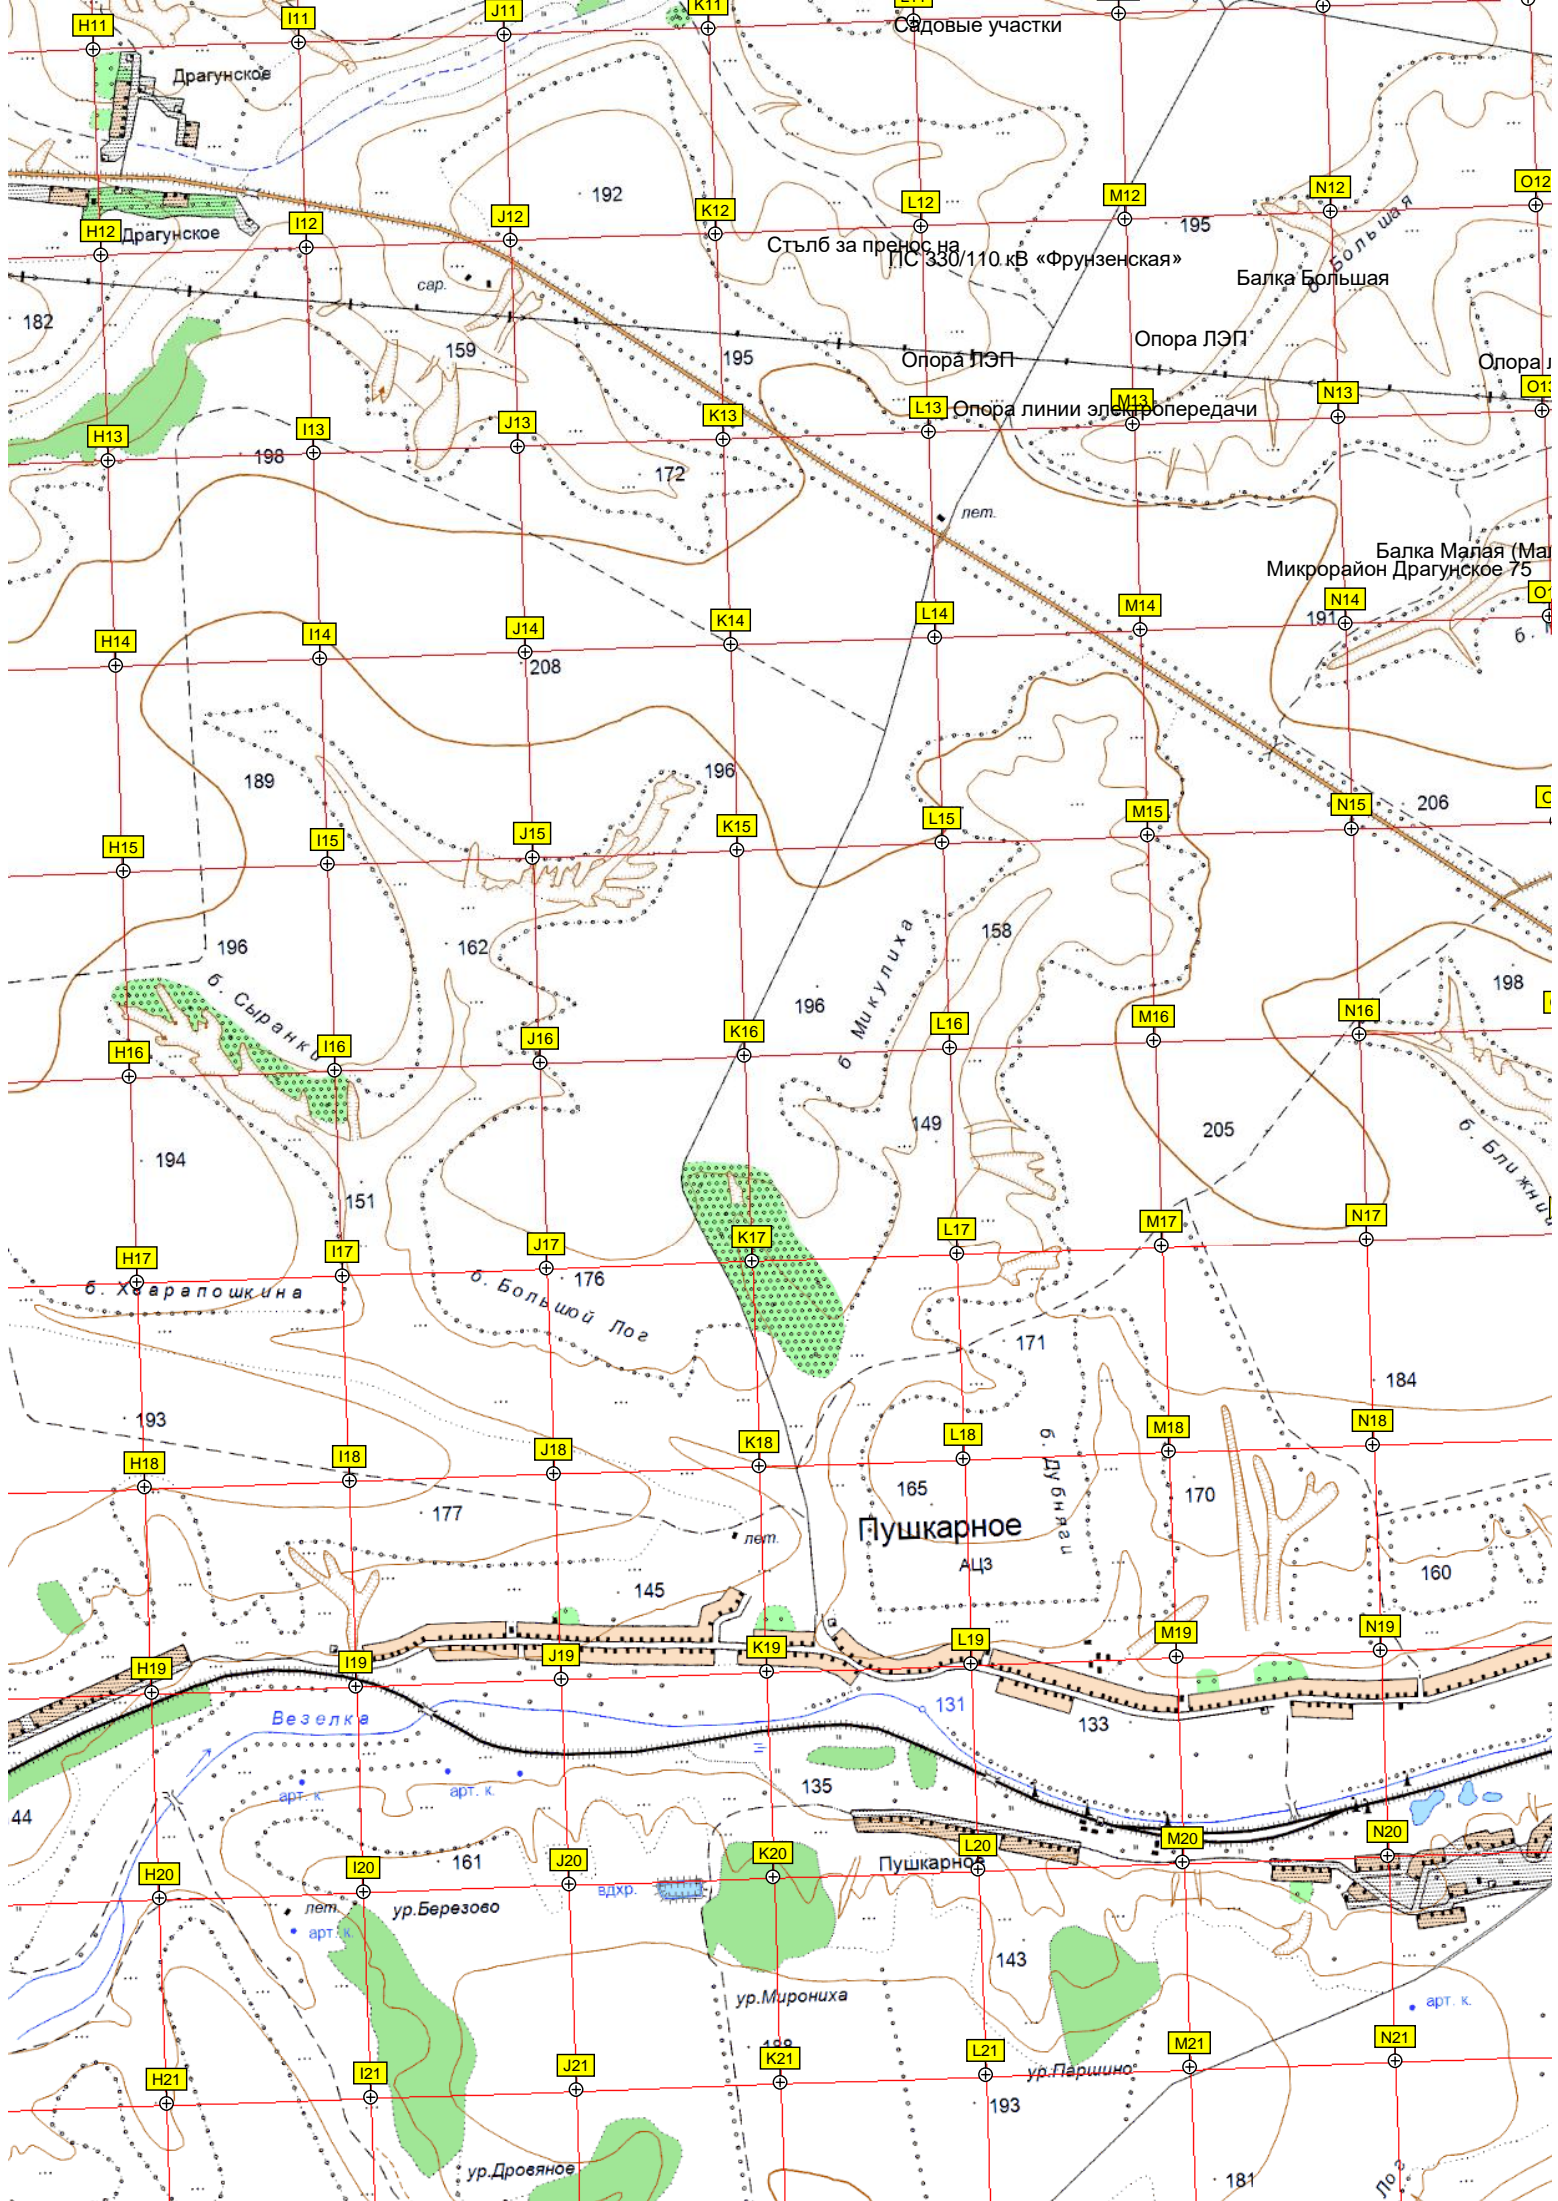 H11
I11
J11
K11
Садовые участки
Драгунское
H12
I12
J12
K12
L12
M12
N12
O12
192
195
Драгунское
Стълб за пренос на
ПС 330/110 кВ «Фрунзенская»
б. Большая
Балка Большая
сар.
182
159
195
Опора ЛЭП
Опора ЛЭП
H13
I13
J13
K13
L13
M13
N13
Опора линии электропередачи
198
172
лет.
Балка Малая
Микрорайон Драгунское 75
H14
I14
J14
K14
L14
M14
N14
191
208
189
196
206
H15
I15
J15
K15
L15
M15
N15
196
162
158
б. Сыранки
196
б. Микулиха
198
H16
I16
J16
K16
L16
M16
N16
149
205
б. Ближний
194
151
H17
I17
J17
K17
L17
M17
N17
б. Хварапошкина
б. Большой Лог
176
171
184
193
H18
I18
J18
K18
L18
M18
N18
165
б. Дубняги
170
177
Пушкарное
лет.
АЦЗ
145
160
H19
I19
J19
K19
L19
M19
N19
Везелка
131
133
арт. к.
арт. к.
135
44
H20
I20
J20
K20
L20
M20
N20
161
Пушкарное
вдхр.
лет.
ур.Березово
арт. к.
143
ур.Мирониха
арт. к.
H21
I21
J21
K21
L21
M21
N21
ур.Паршино
193
ур.Дровяное
181
Лог